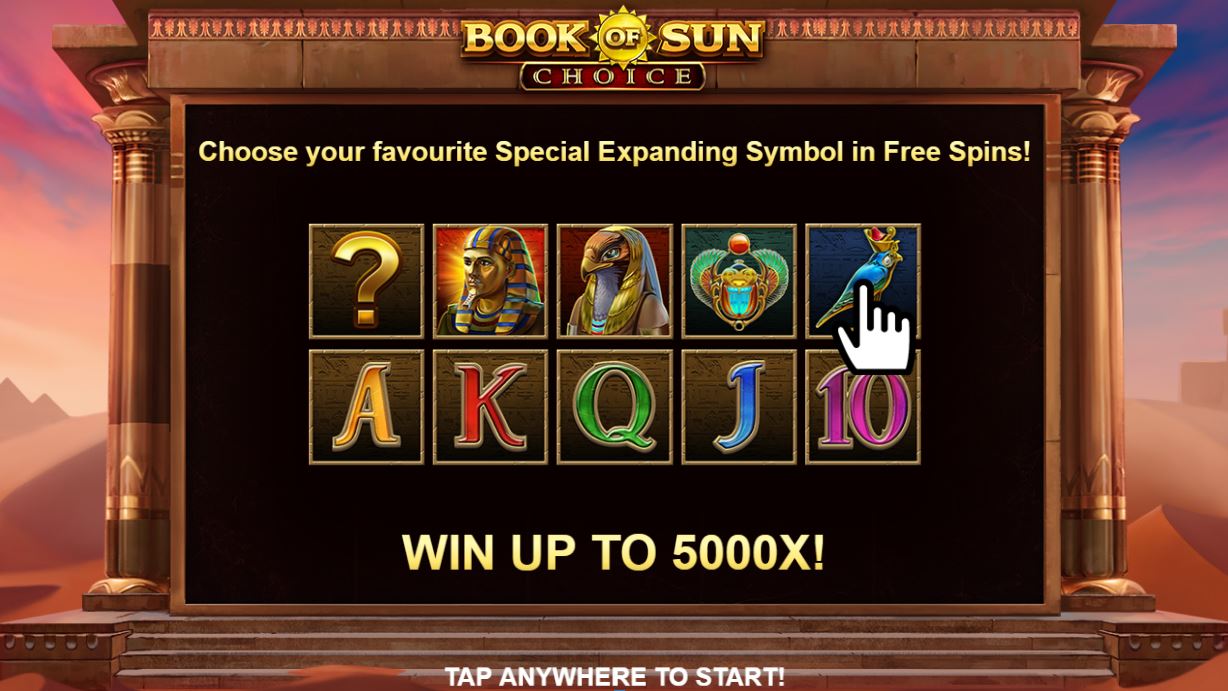 BOOK OF SUN
CHOICE
Choose your favourite Special Expanding Symbol in Free Spins!
?
A K Q J 10
WIN UP TO 5000X!
TAP ANYWHERE TO START!